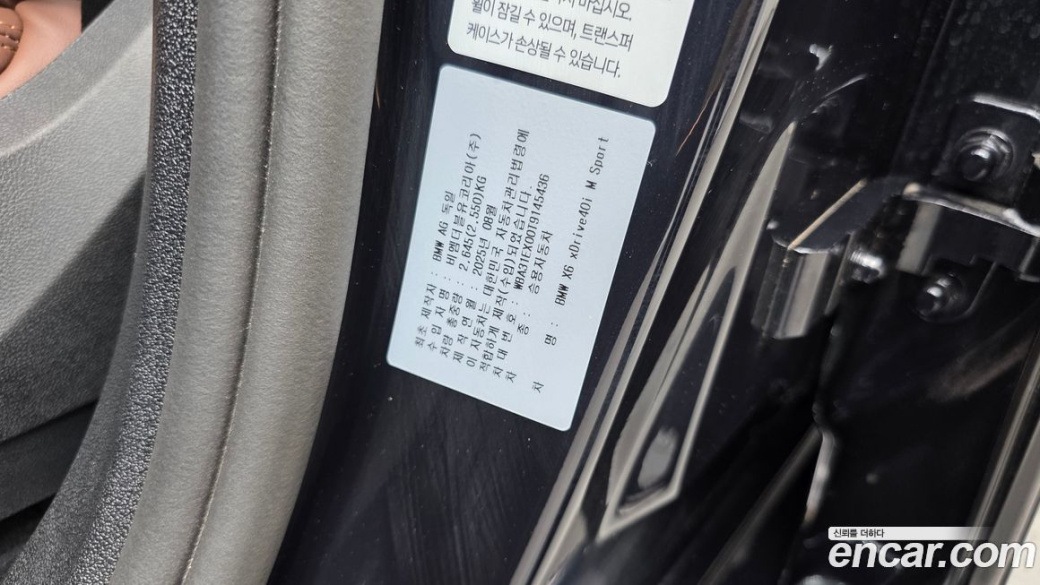 마십시오.
휠이 잠길 수 있으며, 트랜스퍼
케이스가 손상될 수 있습니다.
최초 제작자 : BMW AG 독일
수입 자명 : 비엠더블유코리아(주)
차량 총중량 : 2,645(2,550)KG
제작연월 : 2025년 08월
이 자동차는 대한민국 자동차관리법령에
적합하게 제작(수입)되었습니다.
차대번호 : WBA31EX00T9145436
차 종 : 승용자동차
차 명 : BMW X6 xDrive40i M Sport
신뢰를 더하다
encar.com